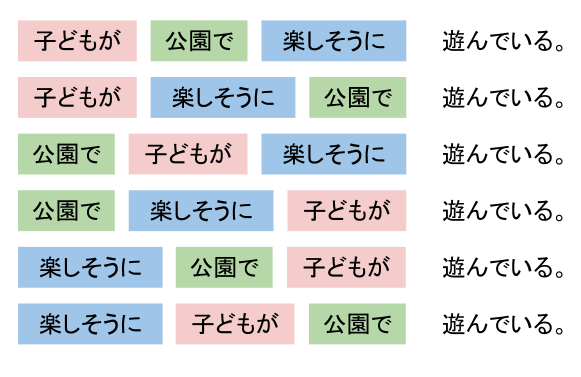 子どもが 公園で 楽しそうに 遊んでいる。
子どもが 楽しそうに 公園で 遊んでいる。
公園で 子どもが 楽しそうに 遊んでいる。
公園で 楽しそうに 子どもが 遊んでいる。
楽しそうに 公園で 子どもが 遊んでいる。
楽しそうに 子どもが 公園で 遊んでいる。